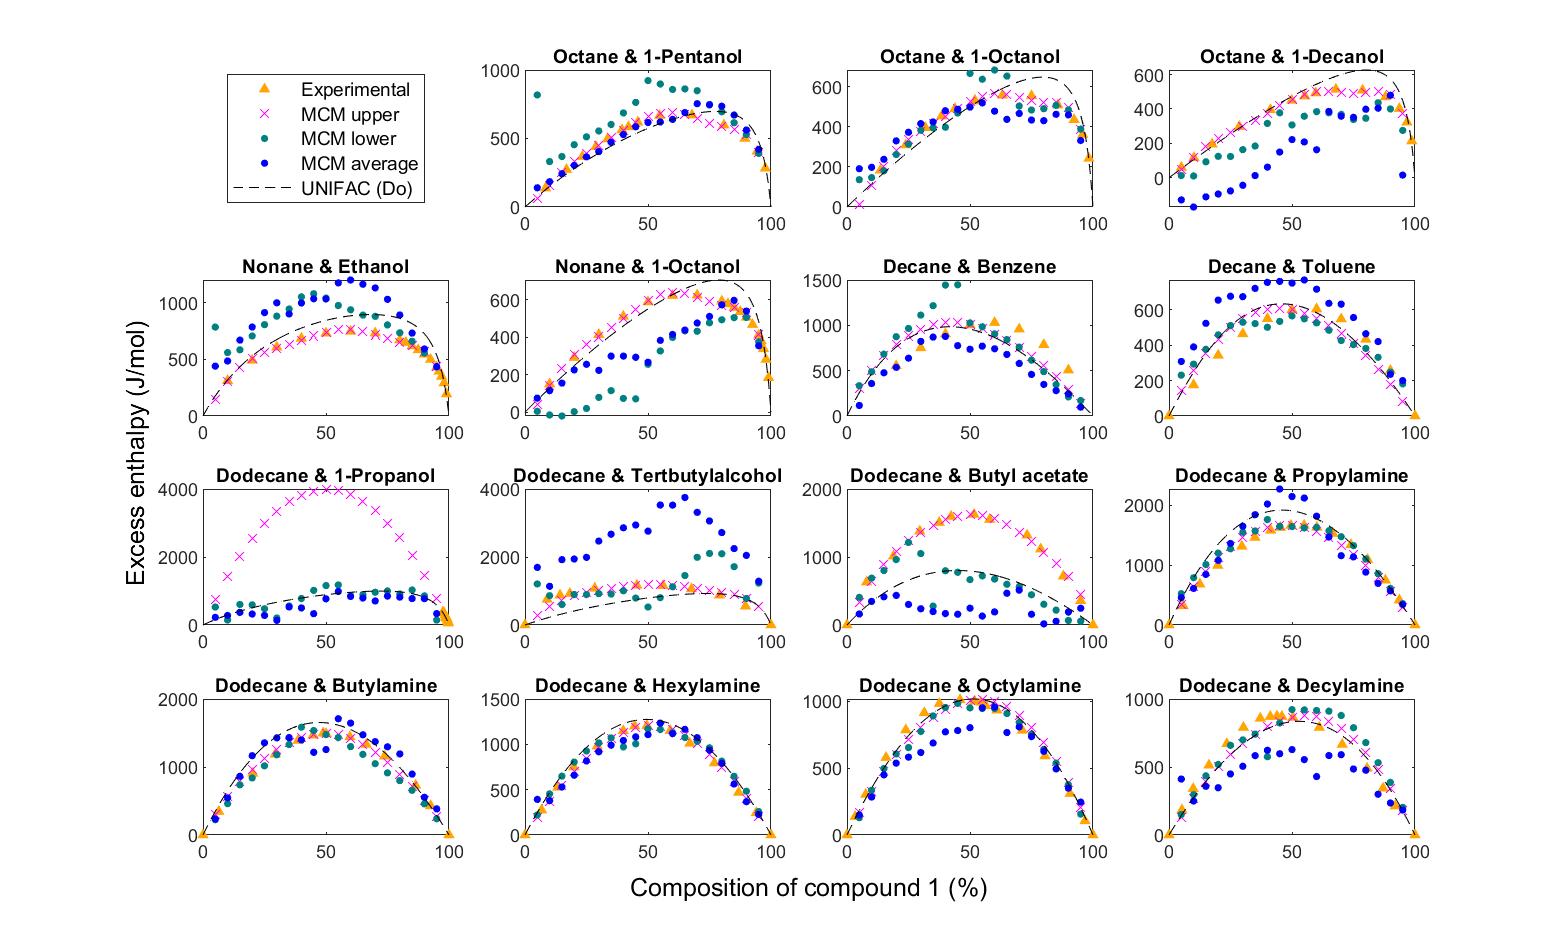 Experimental
MCM upper
MCM lower
MCM average
UNIFAC (Do)
Octane & 1-Pentanol
1000
500
0
0 50 100
Octane & 1-Octanol
600
400
200
0
0 50 100
Octane & 1-Decanol
600
400
200
0
0 50 100
Nonane & Ethanol
1000
500
0
0 50 100
Nonane & 1-Octanol
600
400
200
0
0 50 100
Decane & Benzene
1500
1000
500
0
0 50 100
Decane & Toluene
600
400
200
0
0 50 100
Excess enthalpy (J/mol)
Dodecane & 1-Propanol
4000
2000
0
0 50 100
Dodecane & Tertbutylalcohol
4000
2000
0
0 50 100
Dodecane & Butyl acetate
2000
1000
0
0 50 100
Dodecane & Propylamine
2000
1000
0
0 50 100
Dodecane & Butylamine
2000
1000
0
0 50 100
Dodecane & Hexylamine
1500
1000
500
0
0 50 100
Dodecane & Octylamine
1000
500
0
0 50 100
Dodecane & Decylamine
1000
500
0
0 50 100
Composition of compound 1 (%)